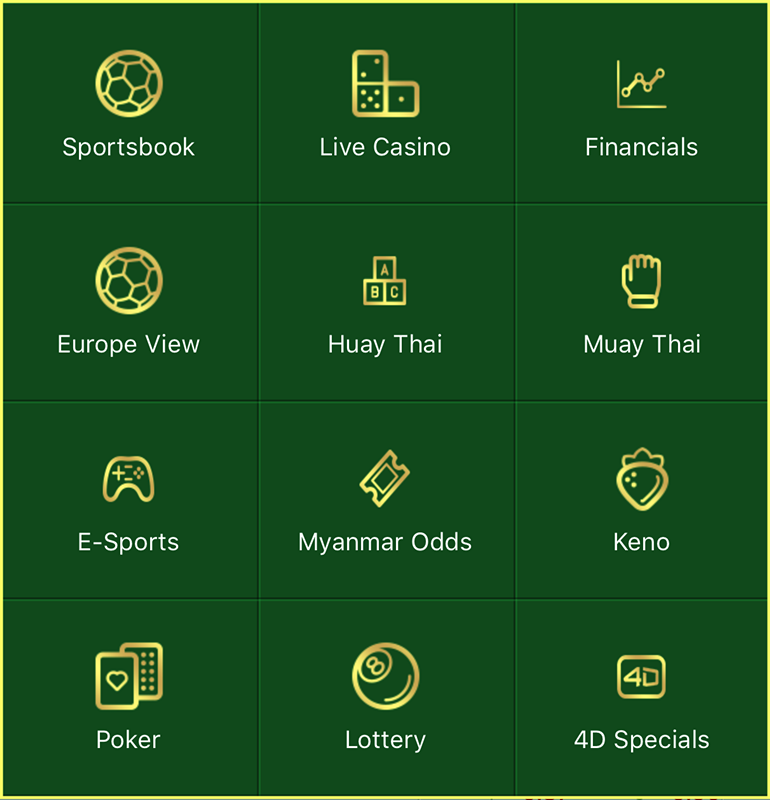 Sportsbook
Live Casino
Financials
Europe View
A
B C
Huay Thai
Muay Thai
E-Sports
Myanmar Odds
Keno
Poker
8
Lottery
4D
4D Specials